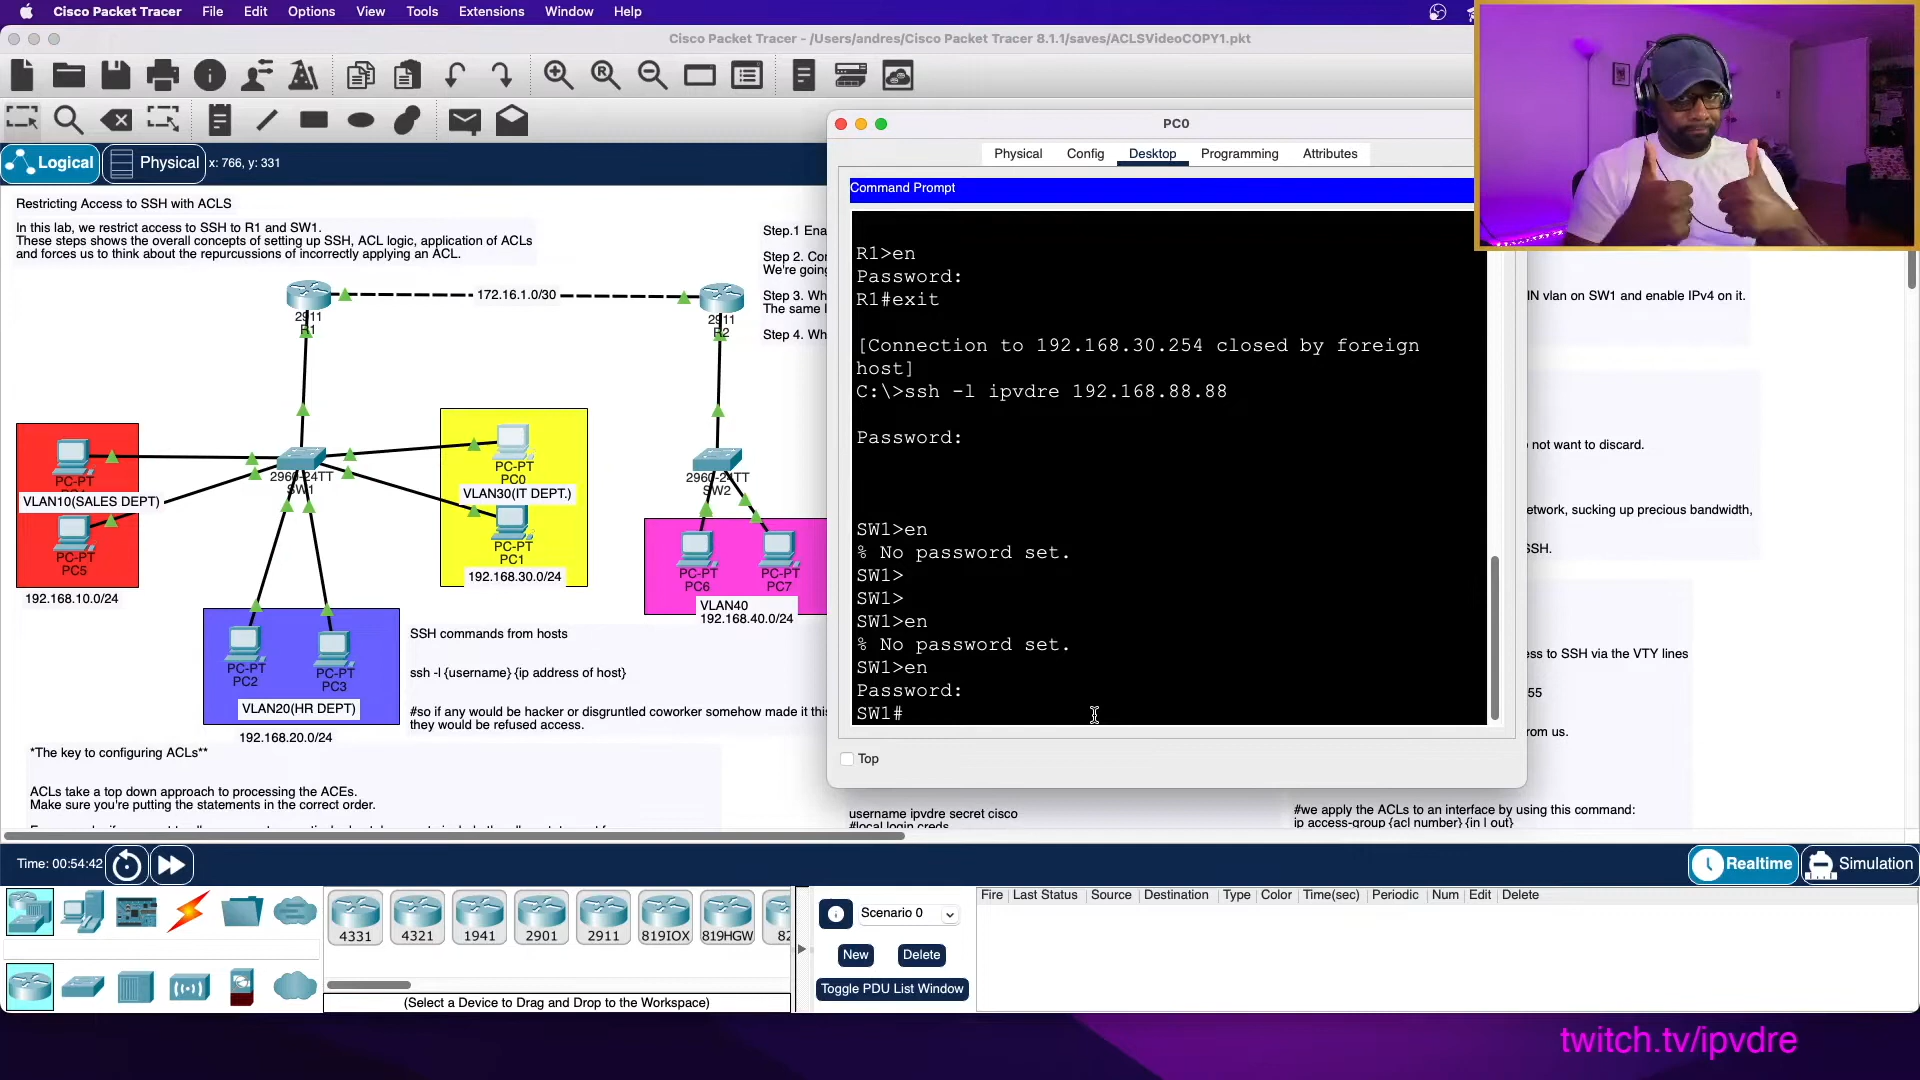 Cisco Packet Tracer File Edit Options View Tools Extensions Window Help
Cisco Packet Tracer - /Users/andres/Cisco Packet Tracer 8.1.1/saves/ACLSVideoCOPY1.pkt
Logical
Physical
x: 766, y: 331
Restricting Access to SSH with ACLS
In this lab, we restrict access to SSH to R1 and SW1.
These steps shows the overall concepts of setting up SSH, ACL logic, application of ACLs
and forces us to think about the repurcussions of incorrectly applying an ACL.
Step.1 Ena
Step 2. Co
We're going
Step 3. Wh
The same l
Step 4. Wh
172.16.1.0/30
2911
R1
2911
R2
PC-PT
VLAN10(SALES DEPT)
PC-PT
PC5
192.168.10.0/24
2960-24TT
SW1
PC-PT
PC0
VLAN30(IT DEPT.)
PC-PT
PC1
192.168.30.0/24
2960-24TT
SW2
PC-PT
PC6
PC-PT
PC7
VLAN40
192.168.40.0/24
PC-PT
PC2
PC-PT
PC3
VLAN20(HR DEPT)
192.168.20.0/24
SSH commands from hosts
ssh -l {username} {ip address of host}
#so if any would be hacker or disgruntled coworker somehow made it this
they would be refused access.
*The key to configuring ACLs**
ACLs take a top down approach to processing the ACEs.
Make sure you're putting the statements in the correct order.
PC0
Physical Config Desktop Programming Attributes
Command Prompt
R1>en
Password:
R1#exit
[Connection to 192.168.30.254 closed by foreign
host]
C:\>ssh -l ipvdre 192.168.88.88
Password:
SW1>en
% No password set.
SW1>
SW1>
SW1>en
% No password set.
SW1>en
Password:
SW1#
Top
IN vlan on SW1 and enable IPv4 on it.
not want to discard.
etwork, sucking up precious bandwidth,
SSH.
ess to SSH via the VTY lines
55
rom us.
username ipvdre secret cisco
#local login creds
#we apply the ACLs to an interface by using this command:
ip access-group {acl number} {in | out}
Time: 00:54:42
Realtime
Simulation
4331 4321 1941 2901 2911 819IOX 819HGW 82
(Select a Device to Drag and Drop to the Workspace)
Scenario 0
New
Delete
Toggle PDU List Window
Fire Last Status Source Destination Type Color Time(sec) Periodic Num Edit Delete
twitch.tv/ipvdre